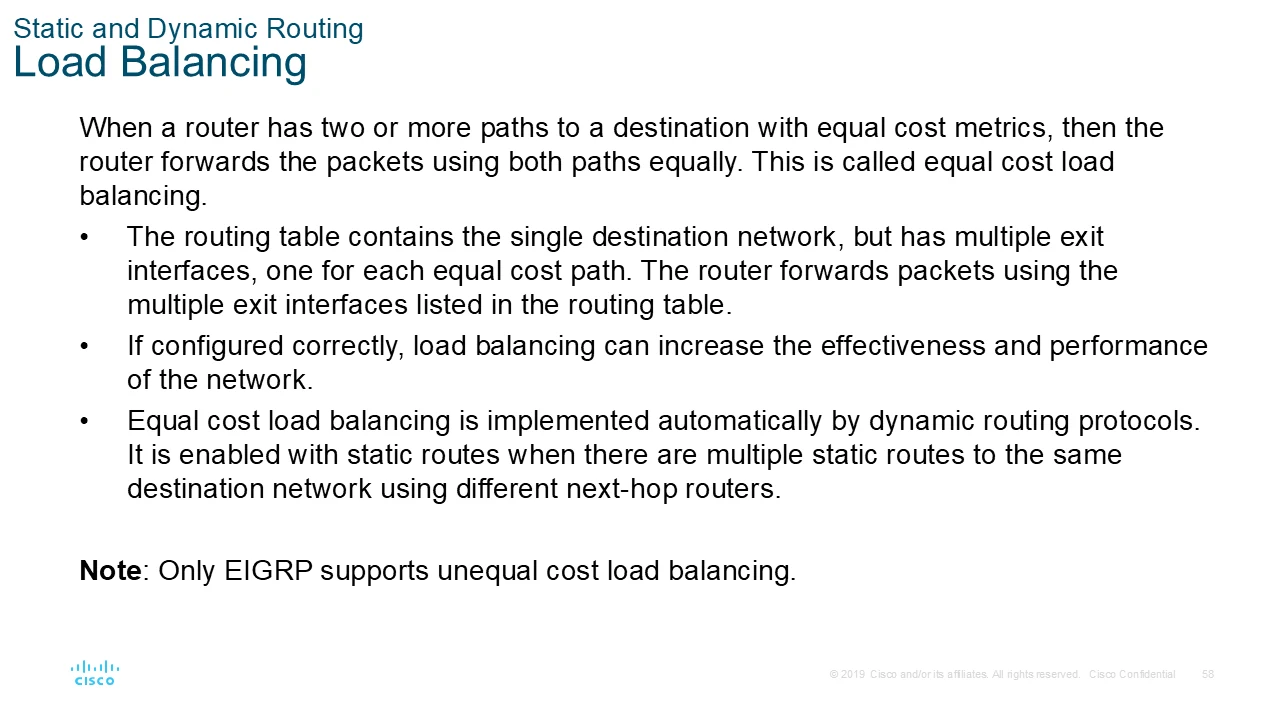 Static and Dynamic Routing
Load Balancing
When a router has two or more paths to a destination with equal cost metrics, then the
router forwards the packets using both paths equally. This is called equal cost load
balancing.
• The routing table contains the single destination network, but has multiple exit
interfaces, one for each equal cost path. The router forwards packets using the
multiple exit interfaces listed in the routing table.
• If configured correctly, load balancing can increase the effectiveness and performance
of the network.
• Equal cost load balancing is implemented automatically by dynamic routing protocols.
It is enabled with static routes when there are multiple static routes to the same
destination network using different next-hop routers.
Note: Only EIGRP supports unequal cost load balancing.
CISCO
© 2019 Cisco and/or its affiliates. All rights reserved. Cisco Confidential 58